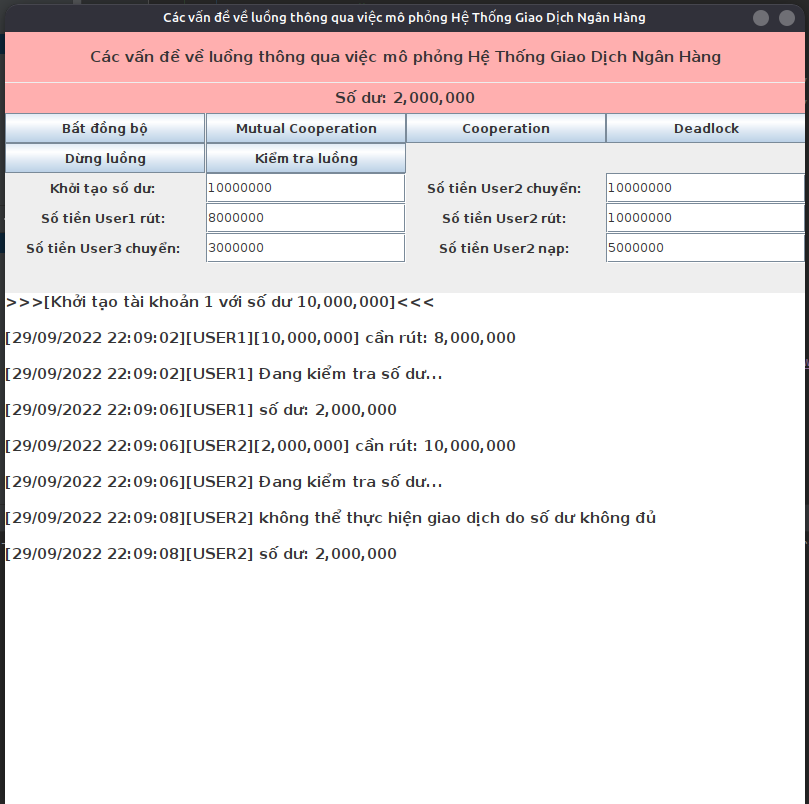 Các vấn đề về luồng thông qua việc mô phỏng Hệ Thống Giao Dịch Ngân Hàng
Các vấn đề về luồng thông qua việc mô phỏng Hệ Thống Giao Dịch Ngân Hàng
Số dư: 2,000,000
Bất đồng bộ Mutual Cooperation Cooperation Deadlock
Dừng luồng Kiểm tra luồng
Khởi tạo số dư: 10000000 Số tiền User2 chuyển: 10000000
Số tiền User1 rút: 8000000 Số tiền User2 rút: 10000000
Số tiền User3 chuyển: 3000000 Số tiền User2 nạp: 5000000
>>>[Khởi tạo tài khoản 1 với số dư 10,000,000]<<<
[29/09/2022 22:09:02][USER1][10,000,000] cần rút: 8,000,000
[29/09/2022 22:09:02][USER1] Đang kiểm tra số dư...
[29/09/2022 22:09:06][USER1] số dư: 2,000,000
[29/09/2022 22:09:06][USER2][2,000,000] cần rút: 10,000,000
[29/09/2022 22:09:06][USER2] Đang kiểm tra số dư...
[29/09/2022 22:09:08][USER2] không thể thực hiện giao dịch do số dư không đủ
[29/09/2022 22:09:08][USER2] số dư: 2,000,000